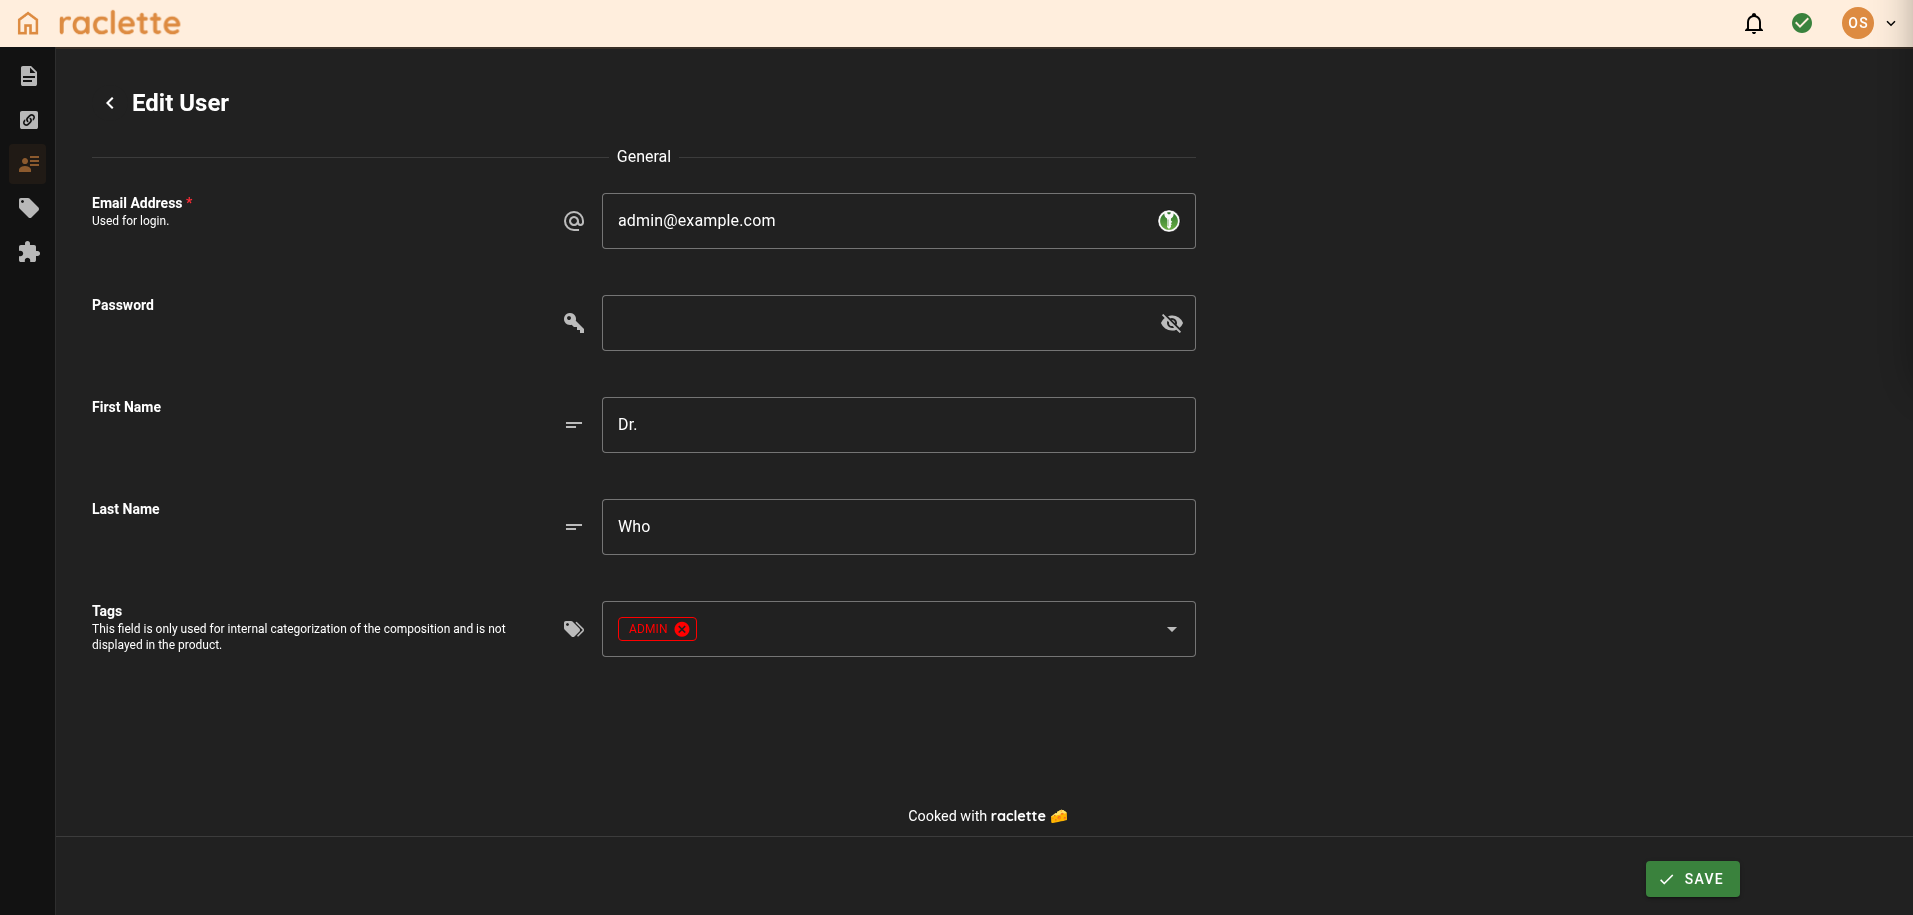 raclette
OS
Edit User
General
Email Address *
Used for login.
admin@example.com
Password
First Name
Dr.
Last Name
Who
Tags
This field is only used for internal categorization of the composition and is not
displayed in the product.
ADMIN
Cooked with raclette 🧀
SAVE